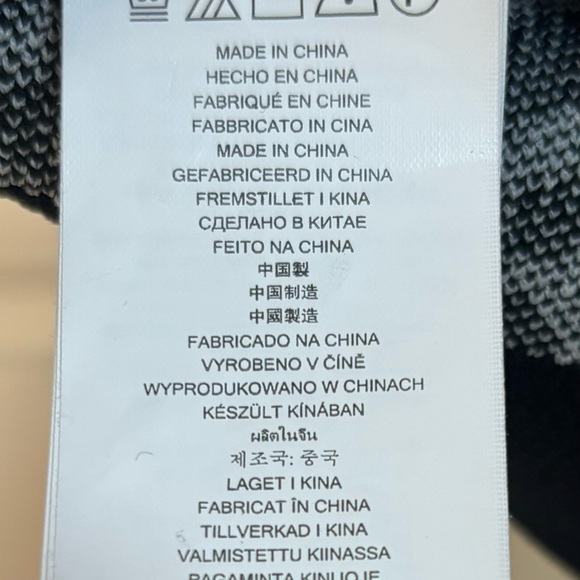 MADE IN CHINA
HECHO EN CHINA
FABRIQUÉ EN CHINE
FABBRICATO IN CINA
MADE IN CHINA
GEFABRICEERD IN CHINA
FREMSTILLET I KINA
СДЕЛАНО В КИТАЕ
FEITO NA CHINA
中国製
中国制造
中國製造
FABRICADO NA CHINA
VYROBENO V ČÍNĚ
WYPRODUKOWANO W CHINACH
KÉSZÜLT KÍNÁBAN
ผลิตในจีน
제조국: 중국
LAGET I KINA
FABRICAT ÎN CHINA
TILLVERKAD I KINA
VALMISTETTU KIINASSA
PAGAMINTA KINIJOJE